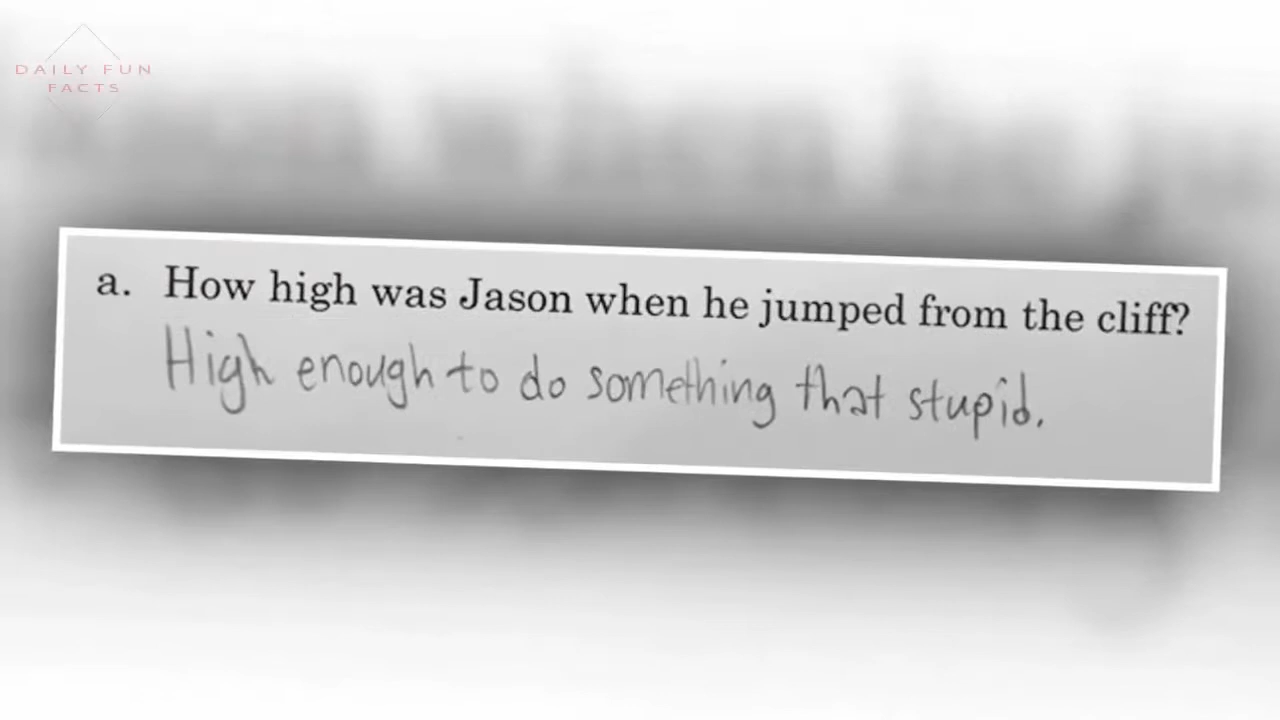 DAILY FUN
FACTS
a. How high was Jason when he jumped from the cliff?
High enough to do something that stupid.